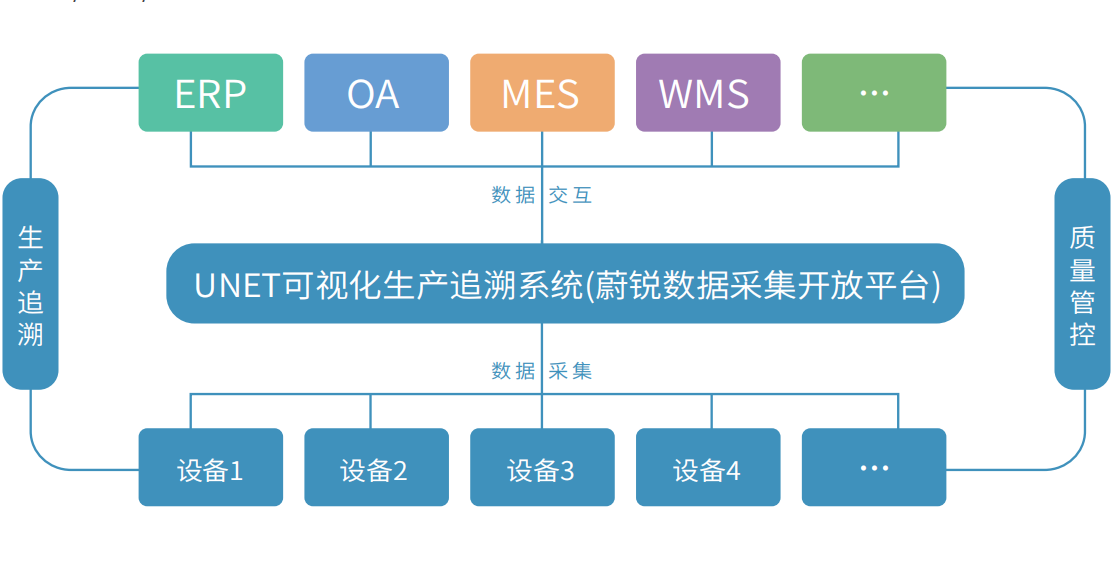 ERP
OA
MES
WMS
...
数据 交互
生产追溯
UNET可视化生产追溯系统(蔚锐数据采集开放平台)
质量管控
数据 采集
设备1
设备2
设备3
设备4
...